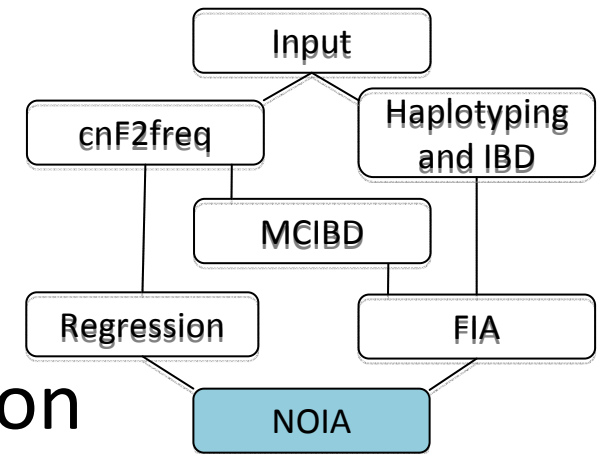 Input
cnF2freq
Haplotyping
and IBD
MCIBD
Regression
FIA
on
NOIA